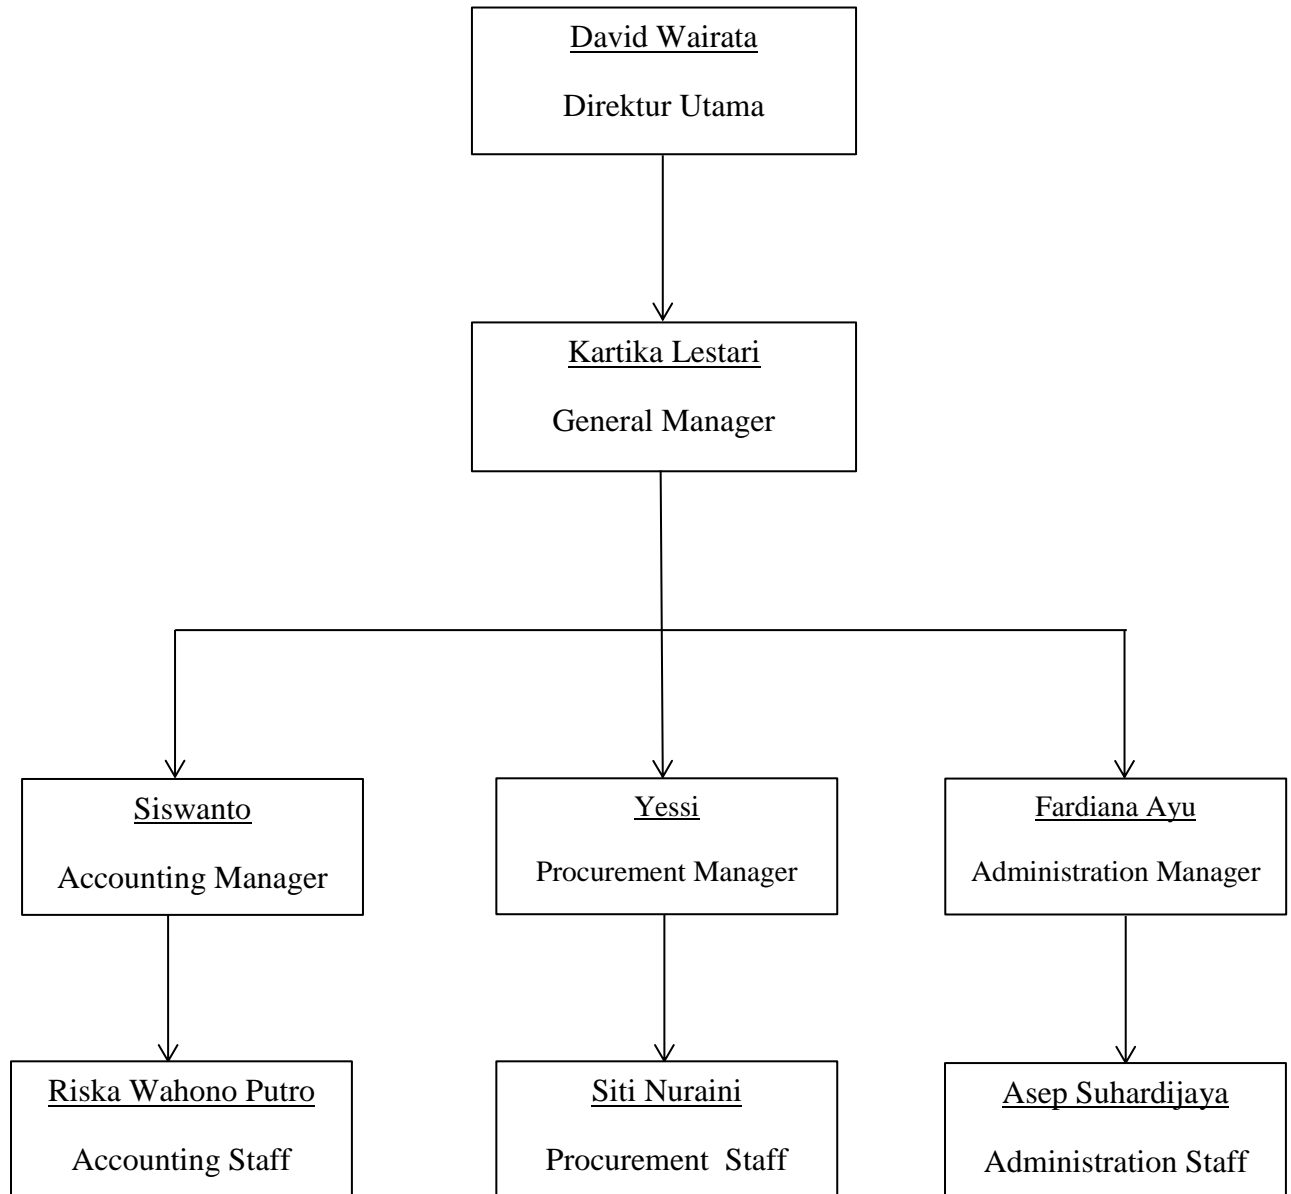 David Wairata
Direktur Utama
Kartika Lestari
General Manager
Siswanto
Accounting Manager
Yessi
Procurement Manager
Fardiana Ayu
Administration Manager
Riska Wahono Putro
Accounting Staff
Siti Nuraini
Procurement  Staff
Asep Suhardijaya
Administration Staff